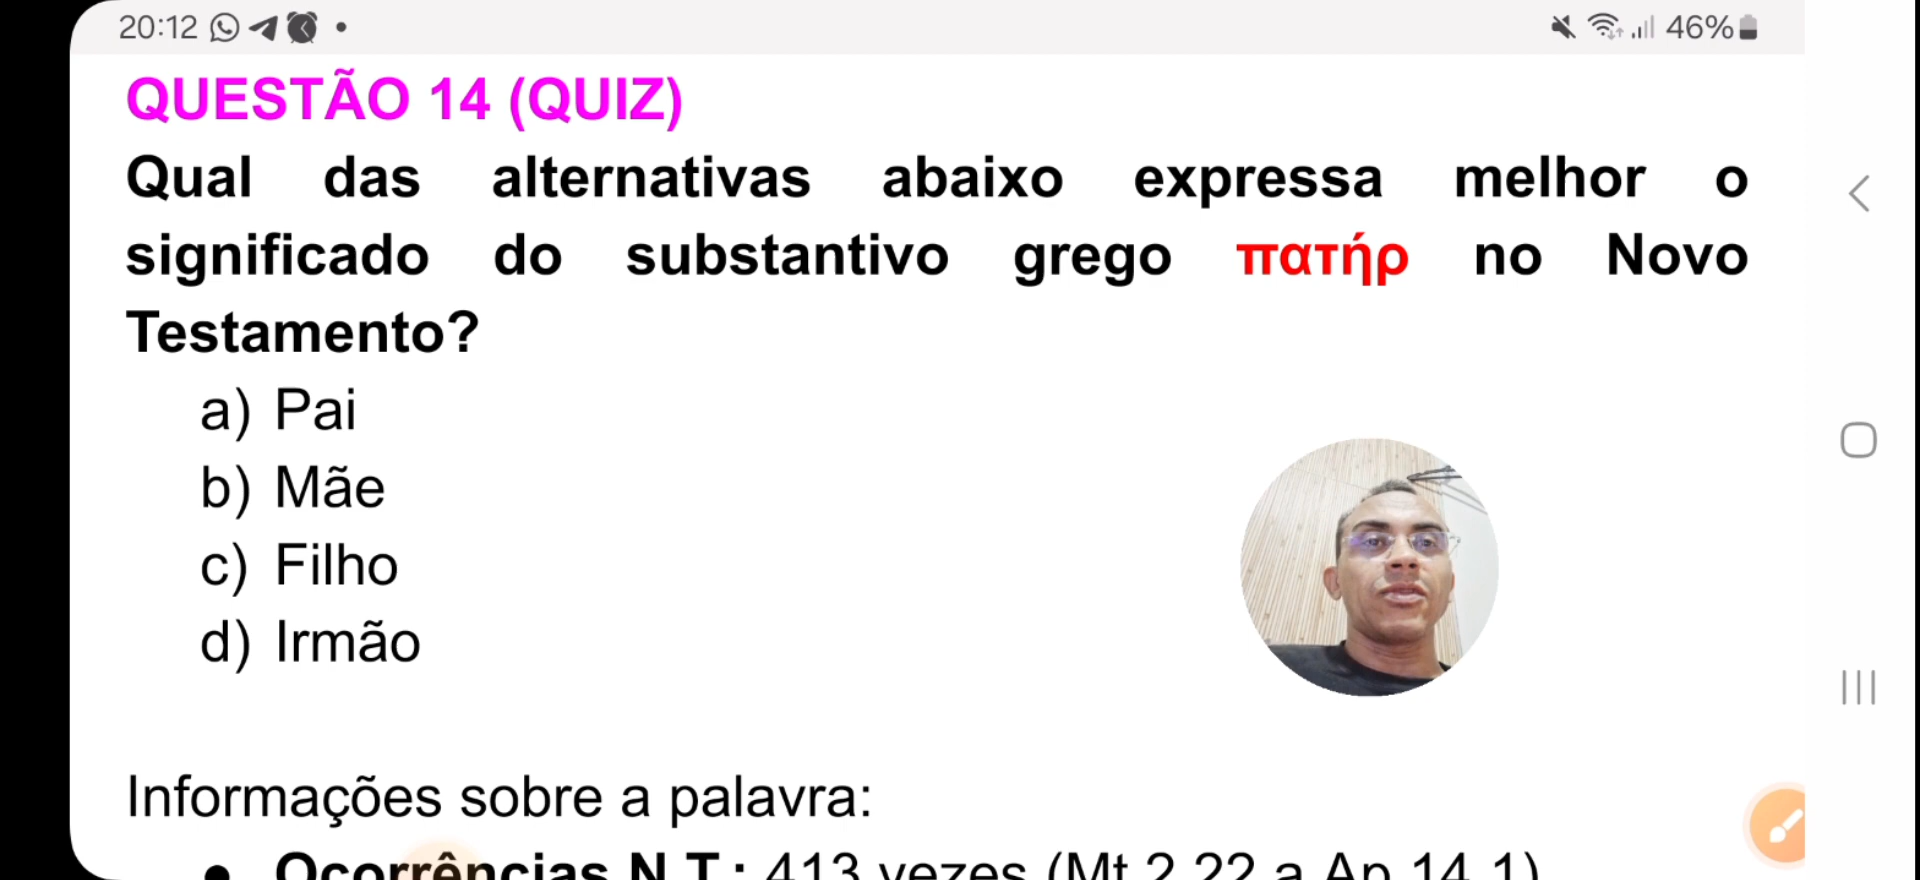 20:12
46%
QUESTÃO 14 (QUIZ)
Qual das alternativas abaixo expressa melhor o
significado do substantivo grego πατήρ no Novo
Testamento?
a) Pai
b) Mãe
c) Filho
d) Irmão
Informações sobre a palavra:
• Ocorrências N.T.: 413 vezes (Mt 2.22 a Ap 14.1)